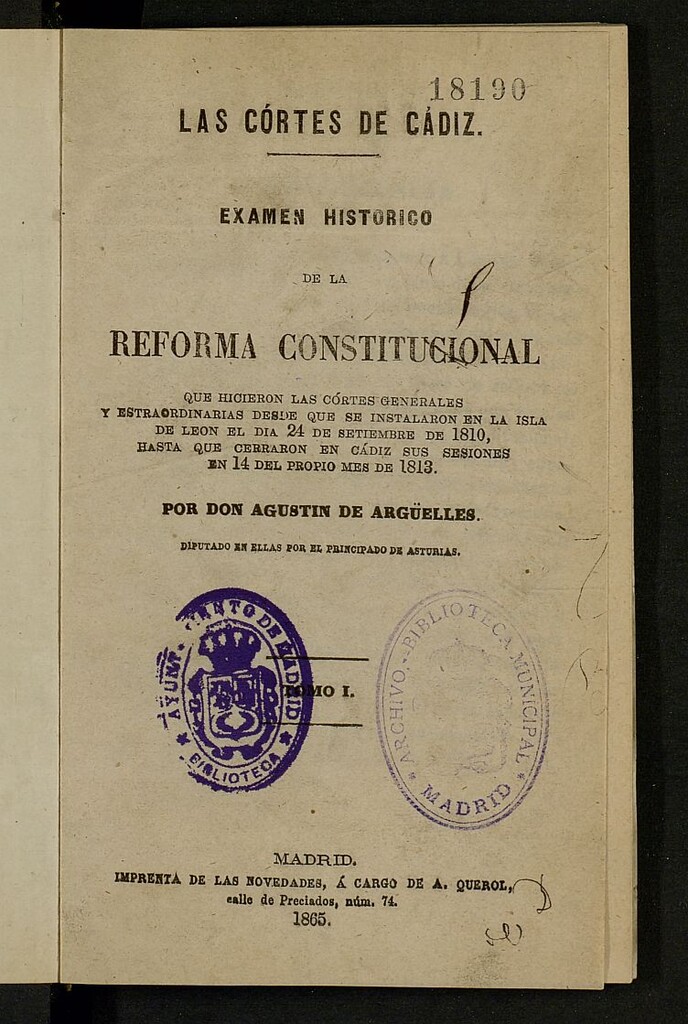 18190
LAS CÓRTES DE CÁDIZ.
EXAMEN HISTORICO
DE LA
REFORMA CONSTITUCIONAL
QUE HICIERON LAS CÓRTES GENERALES
Y ESTRAORDINARIAS DESDE QUE SE INSTALARON EN LA ISLA
DE LEON EL DIA 24 DE SETIEMBRE DE 1810,
HASTA QUE CERRARON EN CÁDIZ SUS SESIONES
EN 14 DEL PROPIO MES DE 1813.
POR DON AGUSTIN DE ARGÜELLES.
DIPUTADO EN ELLAS POR EL PRINCIPADO DE ASTURIAS.
AYUNT NTO DE MADRID
BIBLIOTECA
TOMO I.
ARCHIVO.-BIBLIOTECA MUNICIPAL
MADRID
MADRID.
IMPRENTA DE LAS NOVEDADES, Á CARGO DE A. QUEROL,
calle de Preciados, núm. 74.
1865.